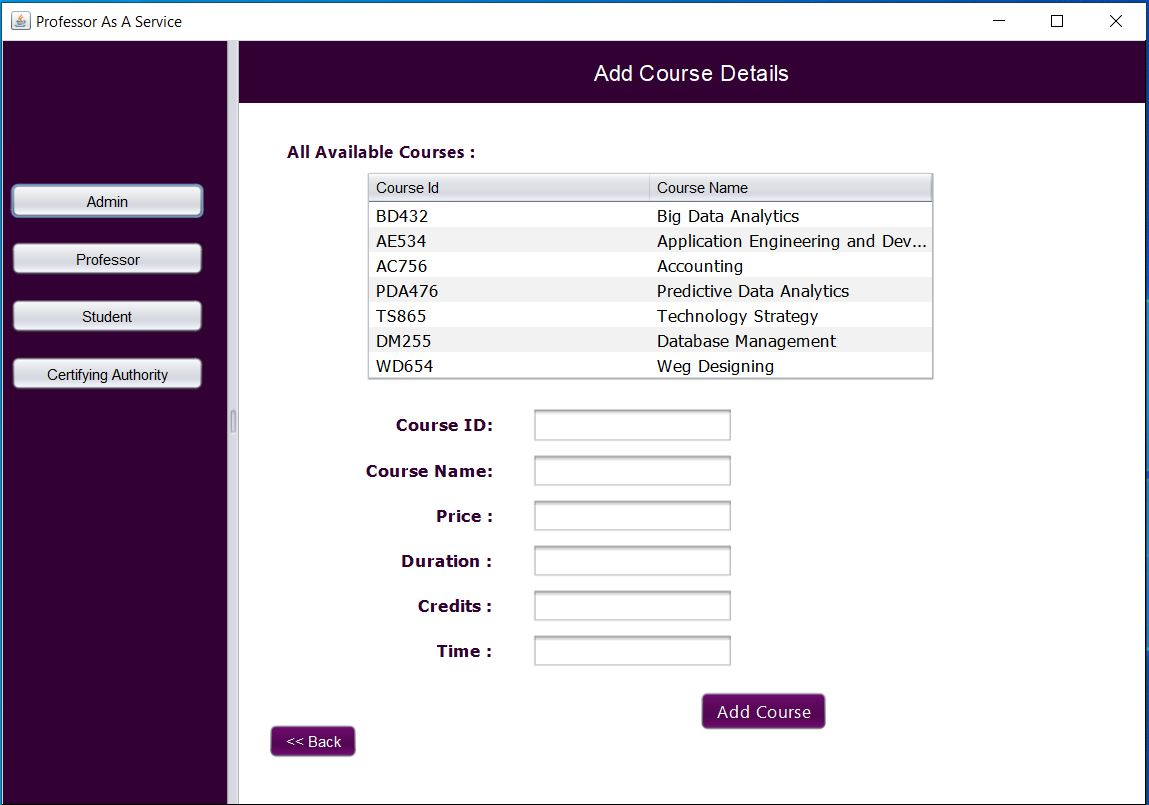 Professor As A Service
Add Course Details
Admin
Professor
Student
Certifying Authority
All Available Courses :
Course Id Course Name
BD432 Big Data Analytics
AE534 Application Engineering and Dev...
AC756 Accounting
PDA476 Predictive Data Analytics
TS865 Technology Strategy
DM255 Database Management
WD654 Weg Designing
Course ID:
Course Name:
Price :
Duration :
Credits :
Time :
Add Course
<< Back